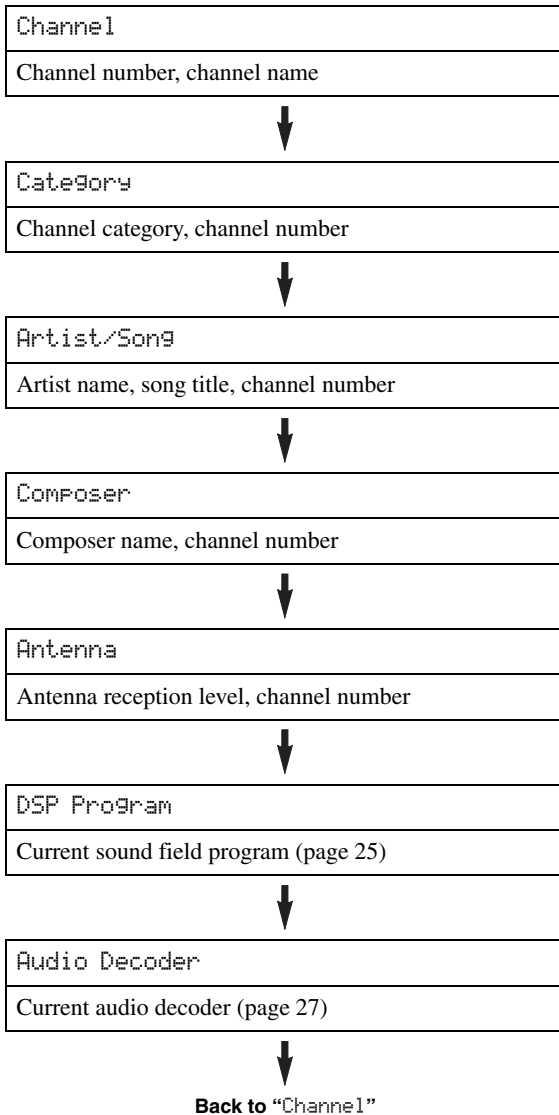 Channel
Channel number, channel name
Category
Channel category, channel number
Artist/Song
Artist name, song title, channel number
Composer
Composer name, channel number
Antenna
Antenna reception level, channel number
DSP Program
Current sound field program (page 25)
Audio Decoder
Current audio decoder (page 27)
Back to “Channel”